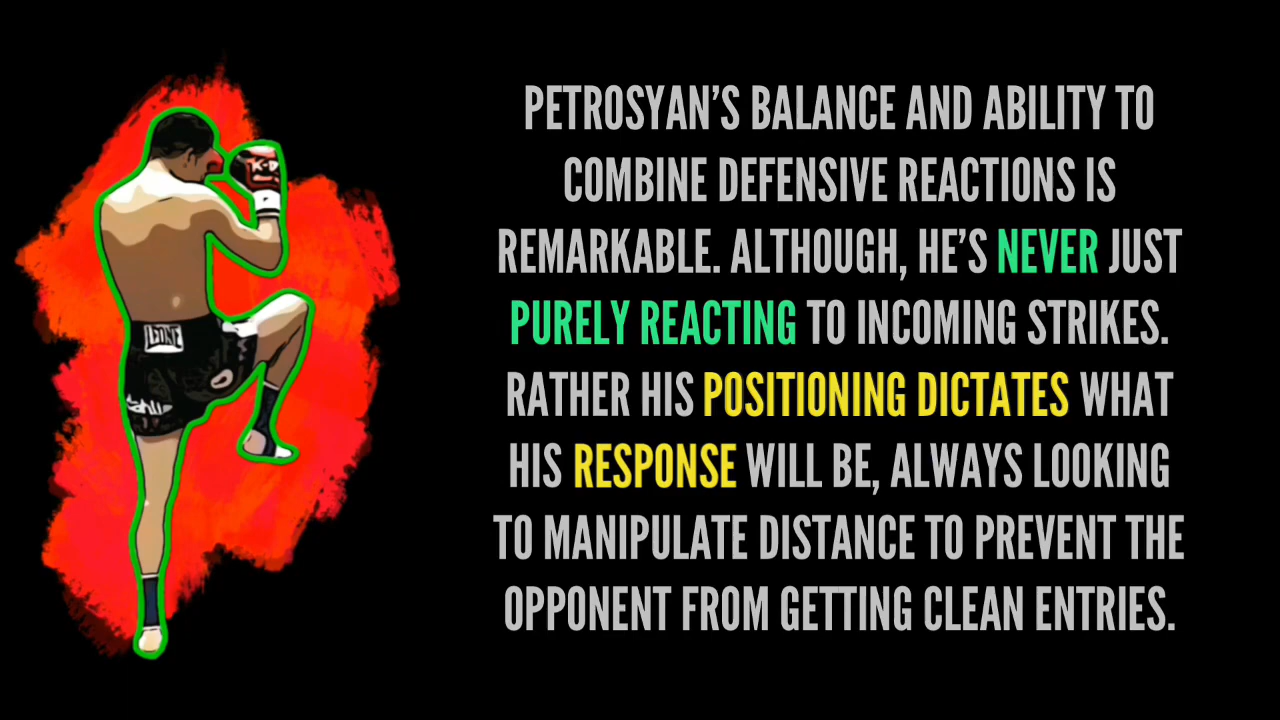 PETROSYAN’S BALANCE AND ABILITY TO
COMBINE DEFENSIVE REACTIONS IS
REMARKABLE. ALTHOUGH, HE’S NEVER JUST
PURELY REACTING TO INCOMING STRIKES.
RATHER HIS POSITIONING DICTATES WHAT
HIS RESPONSE WILL BE, ALWAYS LOOKING
TO MANIPULATE DISTANCE TO PREVENT THE
OPPONENT FROM GETTING CLEAN ENTRIES.
LEONE